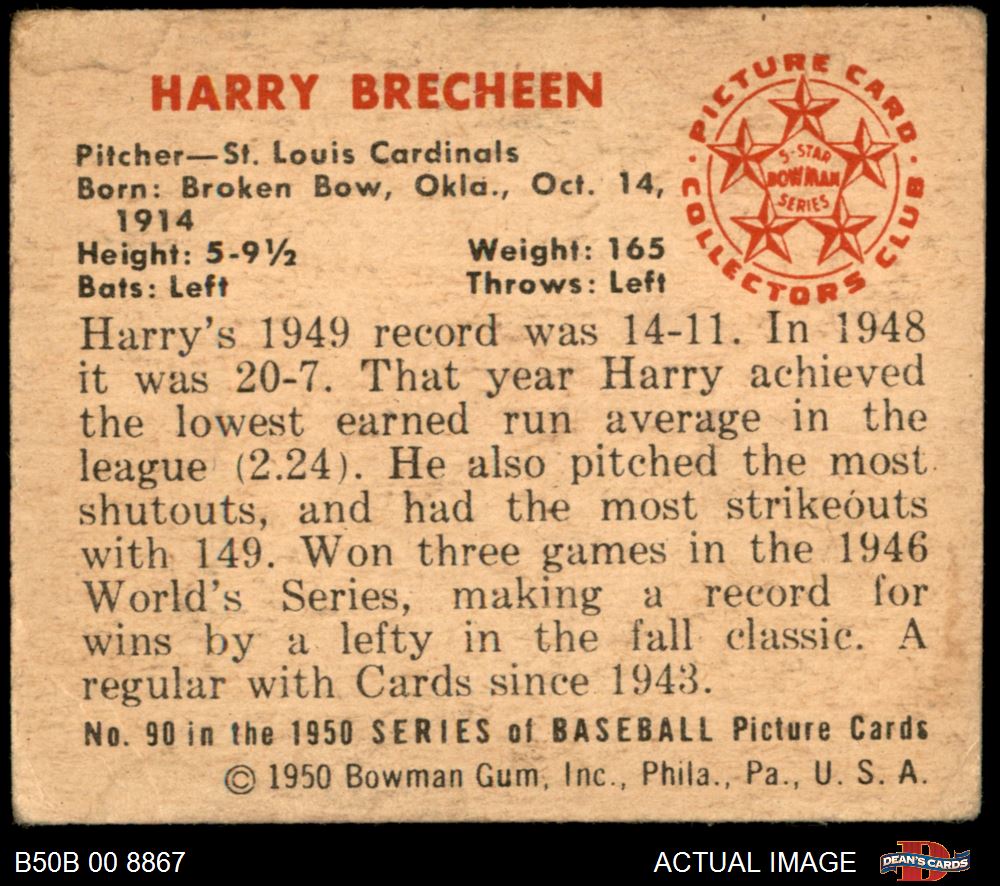 HARRY BRECHEEN
Pitcher—St. Louis Cardinals
Born: Broken Bow, Okla., Oct. 14,
1914
Height: 5-9½ Weight: 165
Bats: Left Throws: Left
PICTURE CARD
COLLECTORS CLUB
5-STAR
BOWMAN
SERIES
Harry's 1949 record was 14-11. In 1948
it was 20-7. That year Harry achieved
the lowest earned run average in the
league (2.24). He also pitched the most
shutouts, and had the most strikeouts
with 149. Won three games in the 1946
World's Series, making a record for
wins by a lefty in the fall classic. A
regular with Cards since 1943.
No. 90 in the 1950 SERIES of BASEBALL Picture Cards
© 1950 Bowman Gum, Inc., Phila., Pa., U. S. A.
B50B 00 8867
ACTUAL IMAGE
D
DEAN'S CARDS